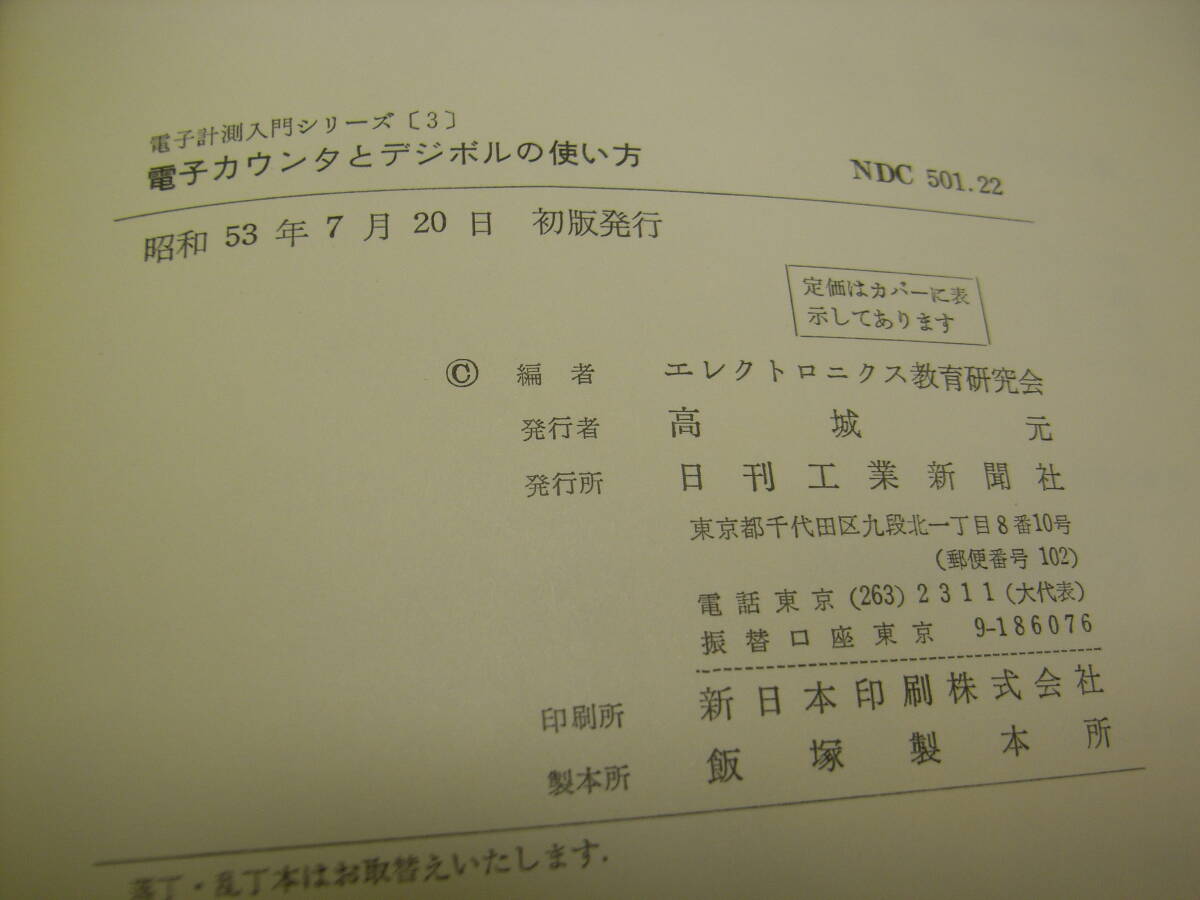 電子計測入門シリーズ〔3〕
電子カウンタとデジボルの使い方
NDC 501.22
昭和 53 年 7 月 20 日 初版発行
定価はカバーに表
示してあります
Ⓒ 編者 エレクトロニクス教育研究会
発行者 高城元
発行所 日刊工業新聞社
東京都千代田区九段北一丁目8番10号
(郵便番号 102)
電話東京 (263) 2311 (大代表)
振替口座東京 9-186076
印刷所 新日本印刷株式会社
製本所 飯塚製本所
落丁・乱丁本はお取替えいたします.